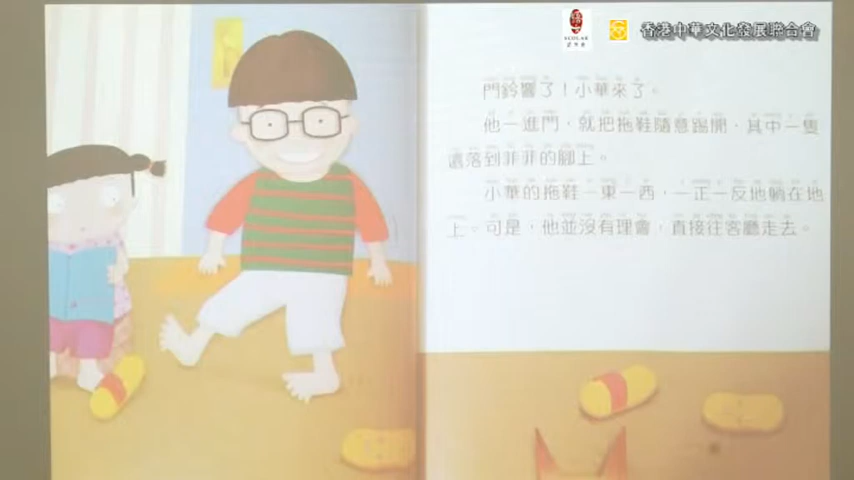 香港中華文化發展聯合會
SCHOLAR
門鈴響了！小華來了。
他一進門，就把拖鞋隨意踢開，其中一隻
還落到菲菲的腳上。
小華的拖鞋一東一西，一正一反地躺在地
上。可是，他並沒有理會，直接往客廳走去。